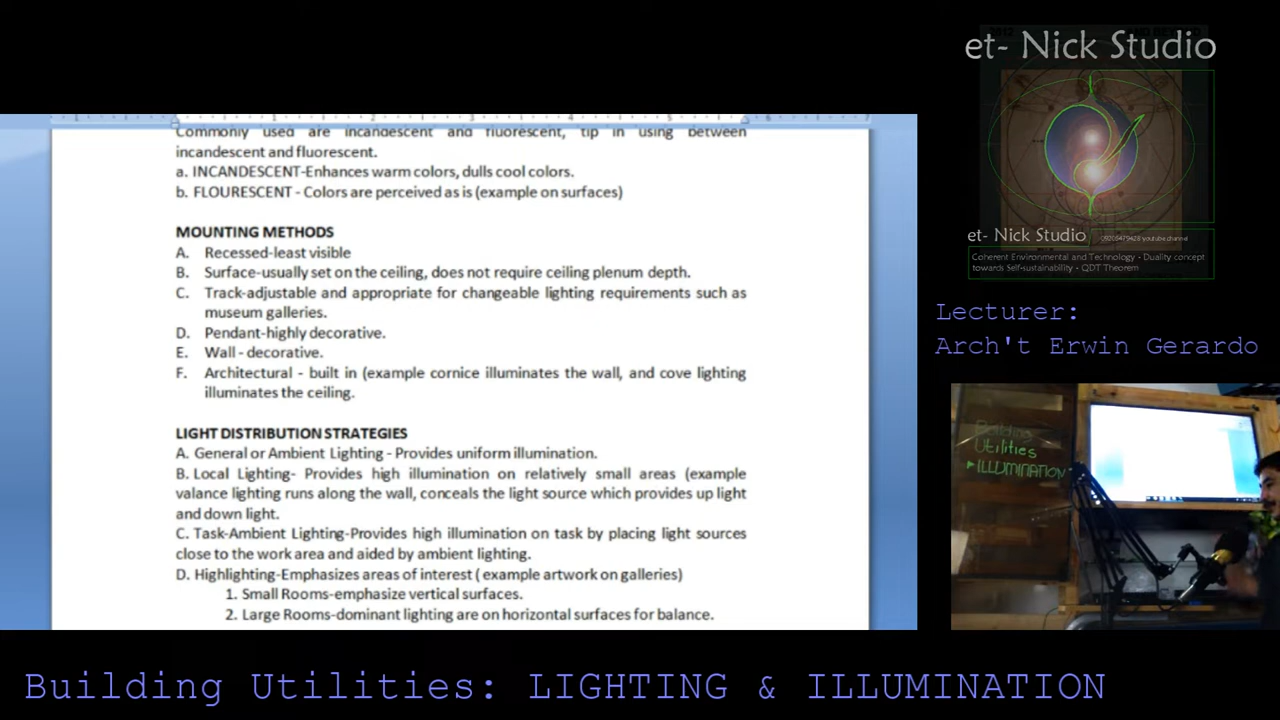 et- Nick Studio
Commonly used are incandescent and fluorescent, tip in using between
incandescent and fluorescent.
a. INCANDESCENT-Enhances warm colors, dulls cool colors.
b. FLOURESCENT - Colors are perceived as is (example on surfaces)
MOUNTING METHODS
A. Recessed-least visible
B. Surface-usually set on the ceiling, does not require ceiling plenum depth.
C. Track-adjustable and appropriate for changeable lighting requirements such as
museum galleries.
D. Pendant-highly decorative.
E. Wall - decorative.
F. Architectural - built in (example cornice illuminates the wall, and cove lighting
illuminates the ceiling.
LIGHT DISTRIBUTION STRATEGIES
A. General or Ambient Lighting - Provides uniform illumination.
B. Local Lighting- Provides high illumination on relatively small areas (example
valance lighting runs along the wall, conceals the light source which provides up light
and down light.
C. Task-Ambient Lighting-Provides high illumination on task by placing light sources
close to the work area and aided by ambient lighting.
D. Highlighting-Emphasizes areas of interest ( example artwork on galleries)
1. Small Rooms-emphasize vertical surfaces.
2. Large Rooms-dominant lighting are on horizontal surfaces for balance.
et- Nick Studio
youtube channel
Coherent Environmental and Technology - Duality concept
towards Self-sustainability - QDT Theorem
Lecturer:
Arch't Erwin Gerardo
Building
Utilities
ILLUMINATION
Building Utilities: LIGHTING & ILLUMINATION